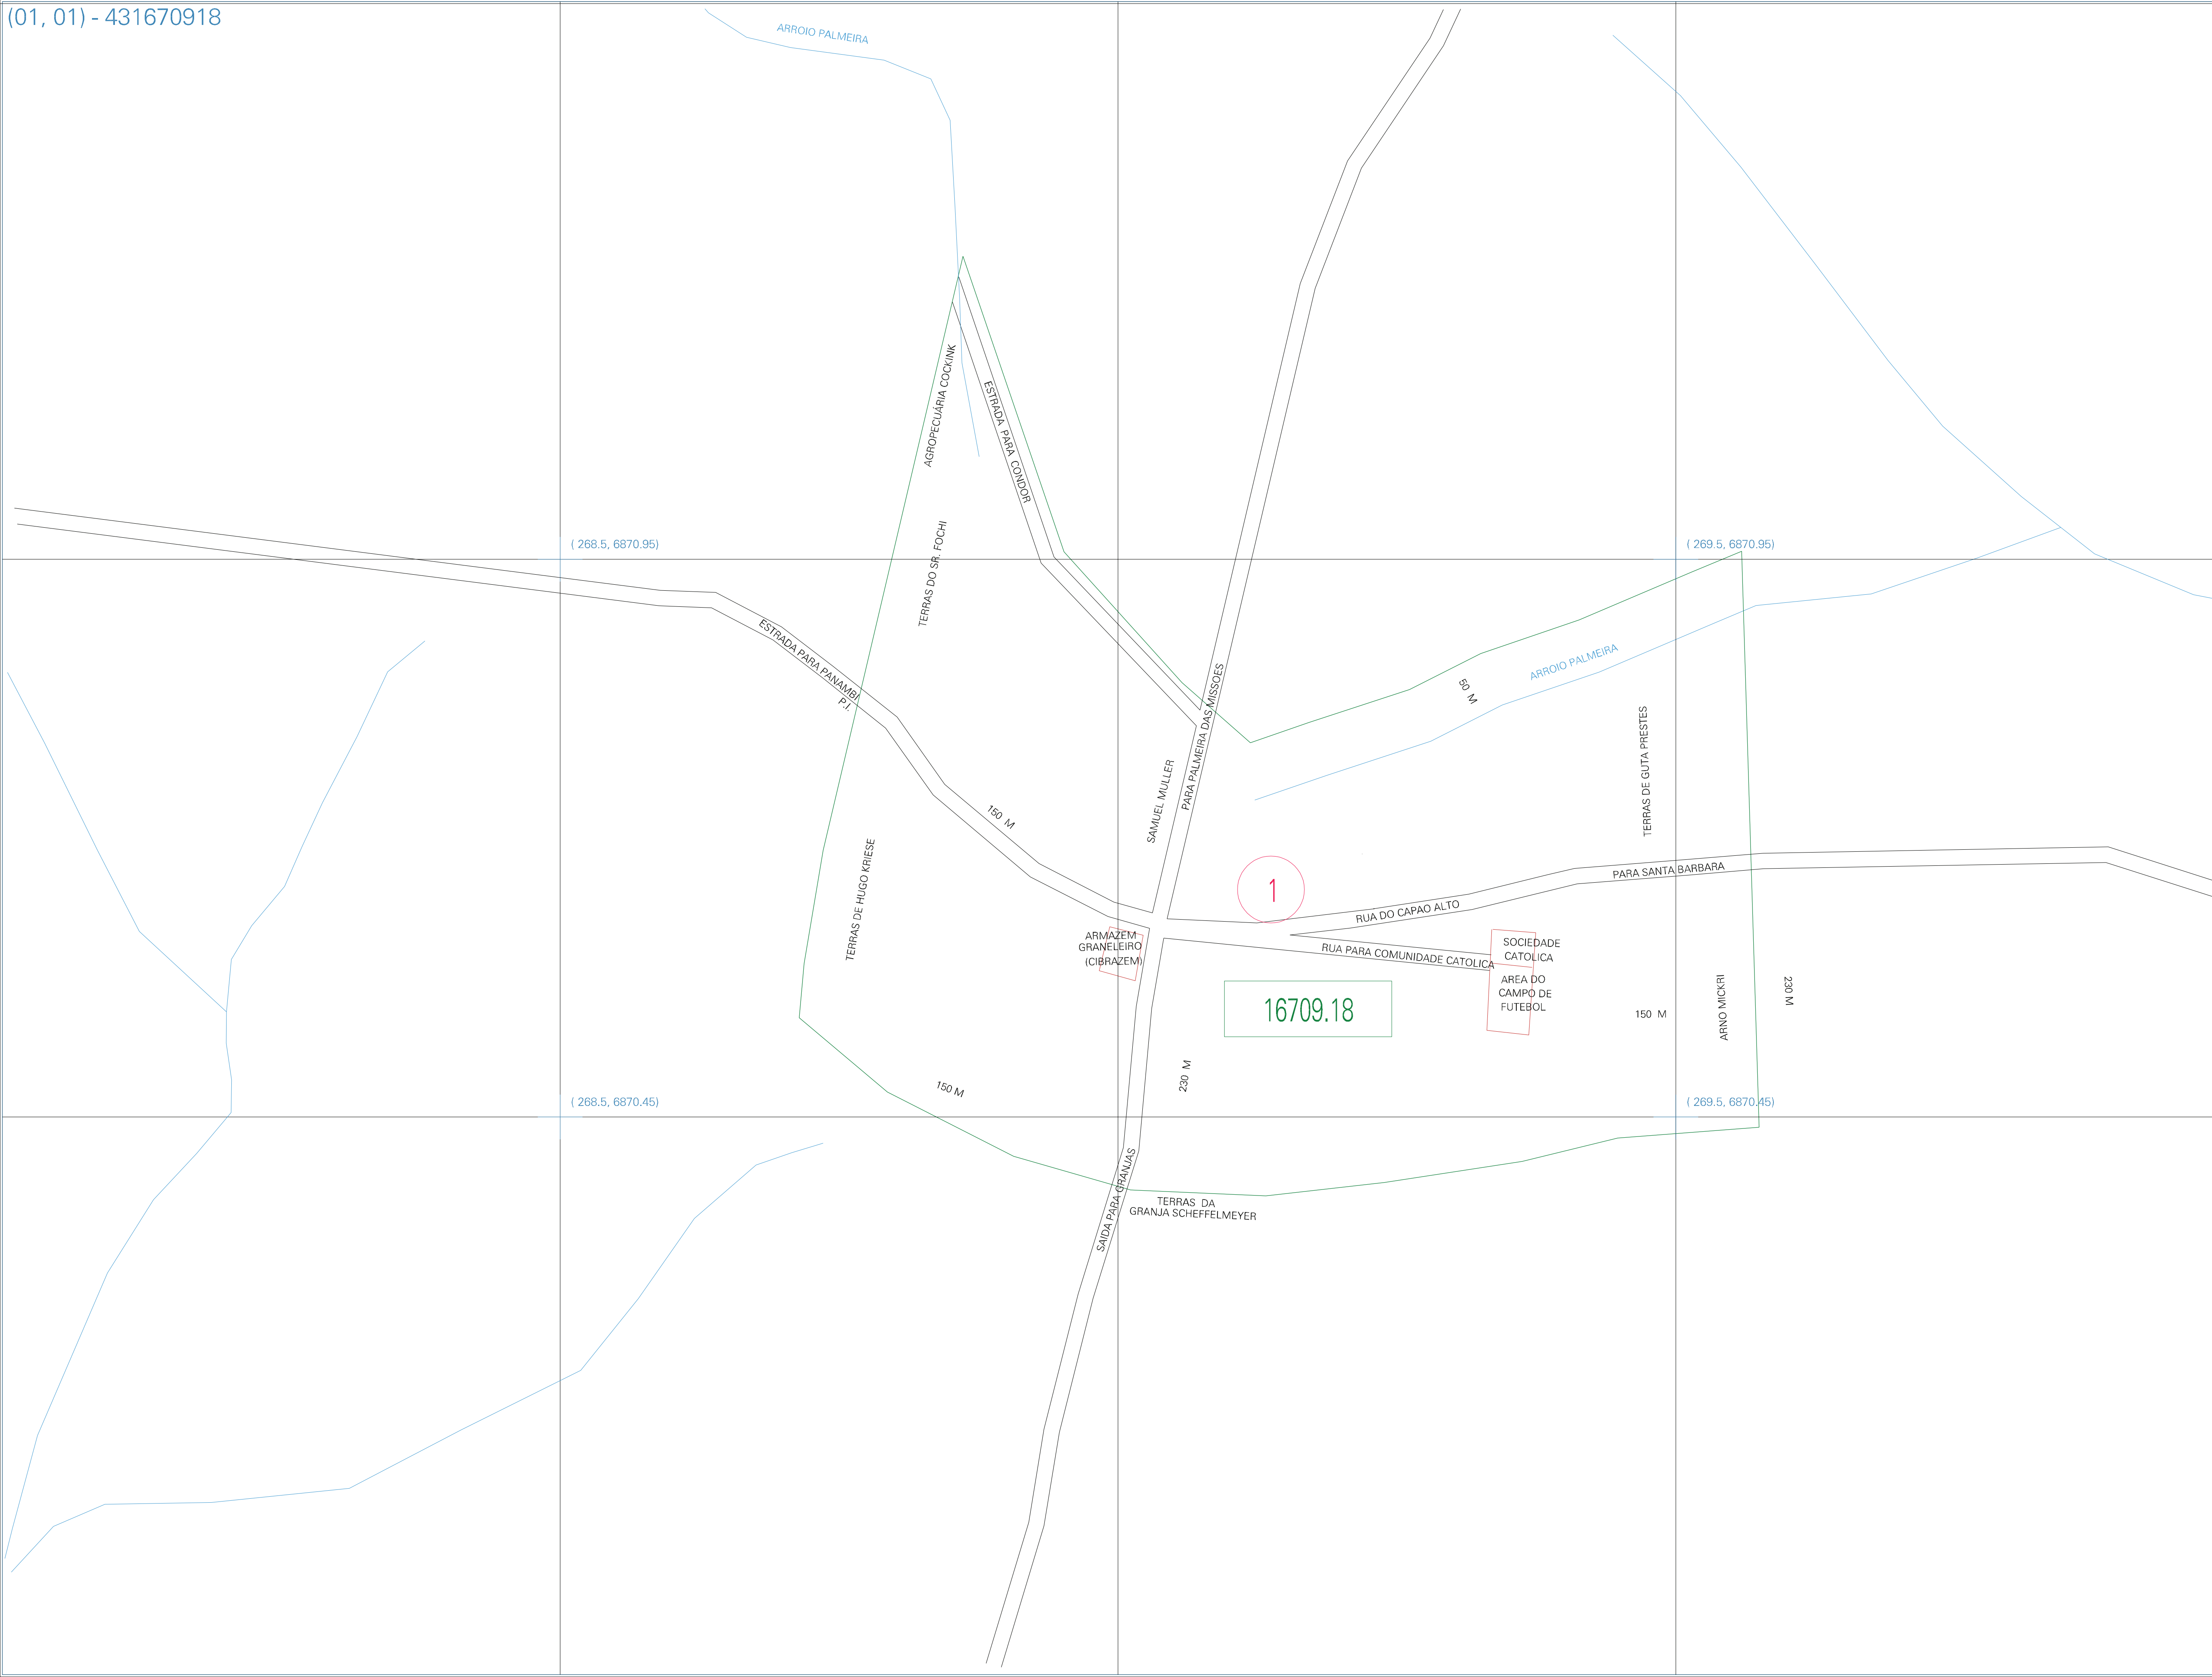 (01, 01) - 431670918
ARROIO PALMEIRA
AGROPECUÁRIA COCKINK
ESTRADA PARA CONDOR
( 268.5, 6870.95)
( 269.5, 6870.95)
TERRAS DO SR. FOCHI
ESTRADA PARA PANAMBI
P.I.
ARROIO PALMEIRA
50 M
PARA PALMEIRA DAS MISSOES
SAMUEL MULLER
TERRAS DE GUTA PRESTES
150 M
TERRAS DE HUGO KRIESE
1
PARA SANTA BARBARA
RUA DO CAPAO ALTO
ARMAZEM
GRANELEIRO
(CIBRAZEM)
RUA PARA COMUNIDADE CATOLICA
SOCIEDADE
CATOLICA
AREA DO
CAMPO DE
FUTEBOL
16709.18
150 M
ARNO MICKRI
230 M
230 M
150 M
( 268.5, 6870.45)
( 269.5, 6870.45)
SAIDA PARA GRANJAS
TERRAS DA
GRANJA SCHEFFELMEYER